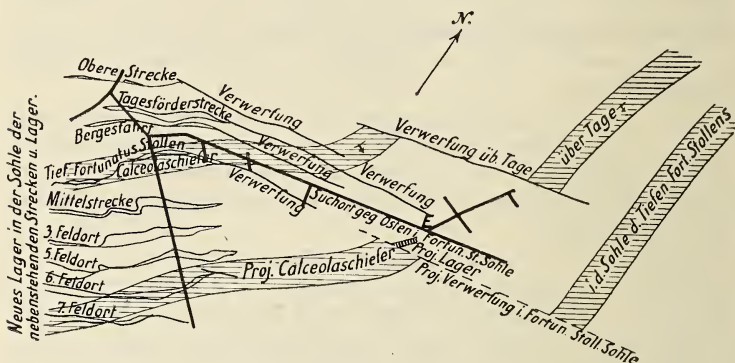 N.
Neues Lager in der Sohle der
nebenstehenden Strecken u. Lager.
Obere Strecke
Verwerfung
Tagesförderstrecke
Bergesfahrt
Verwerfung
Tief. Fortunatus Stollen
Calceolaschiefer
Verwerfung
Verwerfung
Verwerfung üb. Tage
über Tage
i.d. Sohle d. Tiefen Fort. Stollens
Mittelstrecke
Suchort geg Osten i. Fortun. St. Sohle
E
3. Feldort
5. Feldort
6. Feldort
7. Feldort
Proj. Calceolaschiefer
Proj. Lager
Proj. Verwerfung i. Fortun. Stoll. Sohle